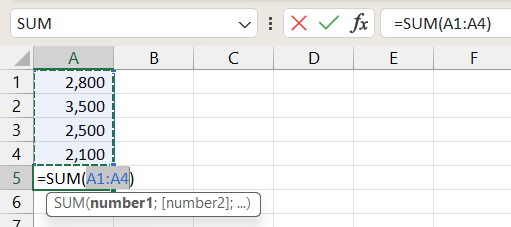 SUM fx =SUM(A1:A4)
A B C D E F
1 2,800
2 3,500
3 2,500
4 2,100
5 =SUM(A1:A4)
6 SUM(number1; [number2]; ...)
7